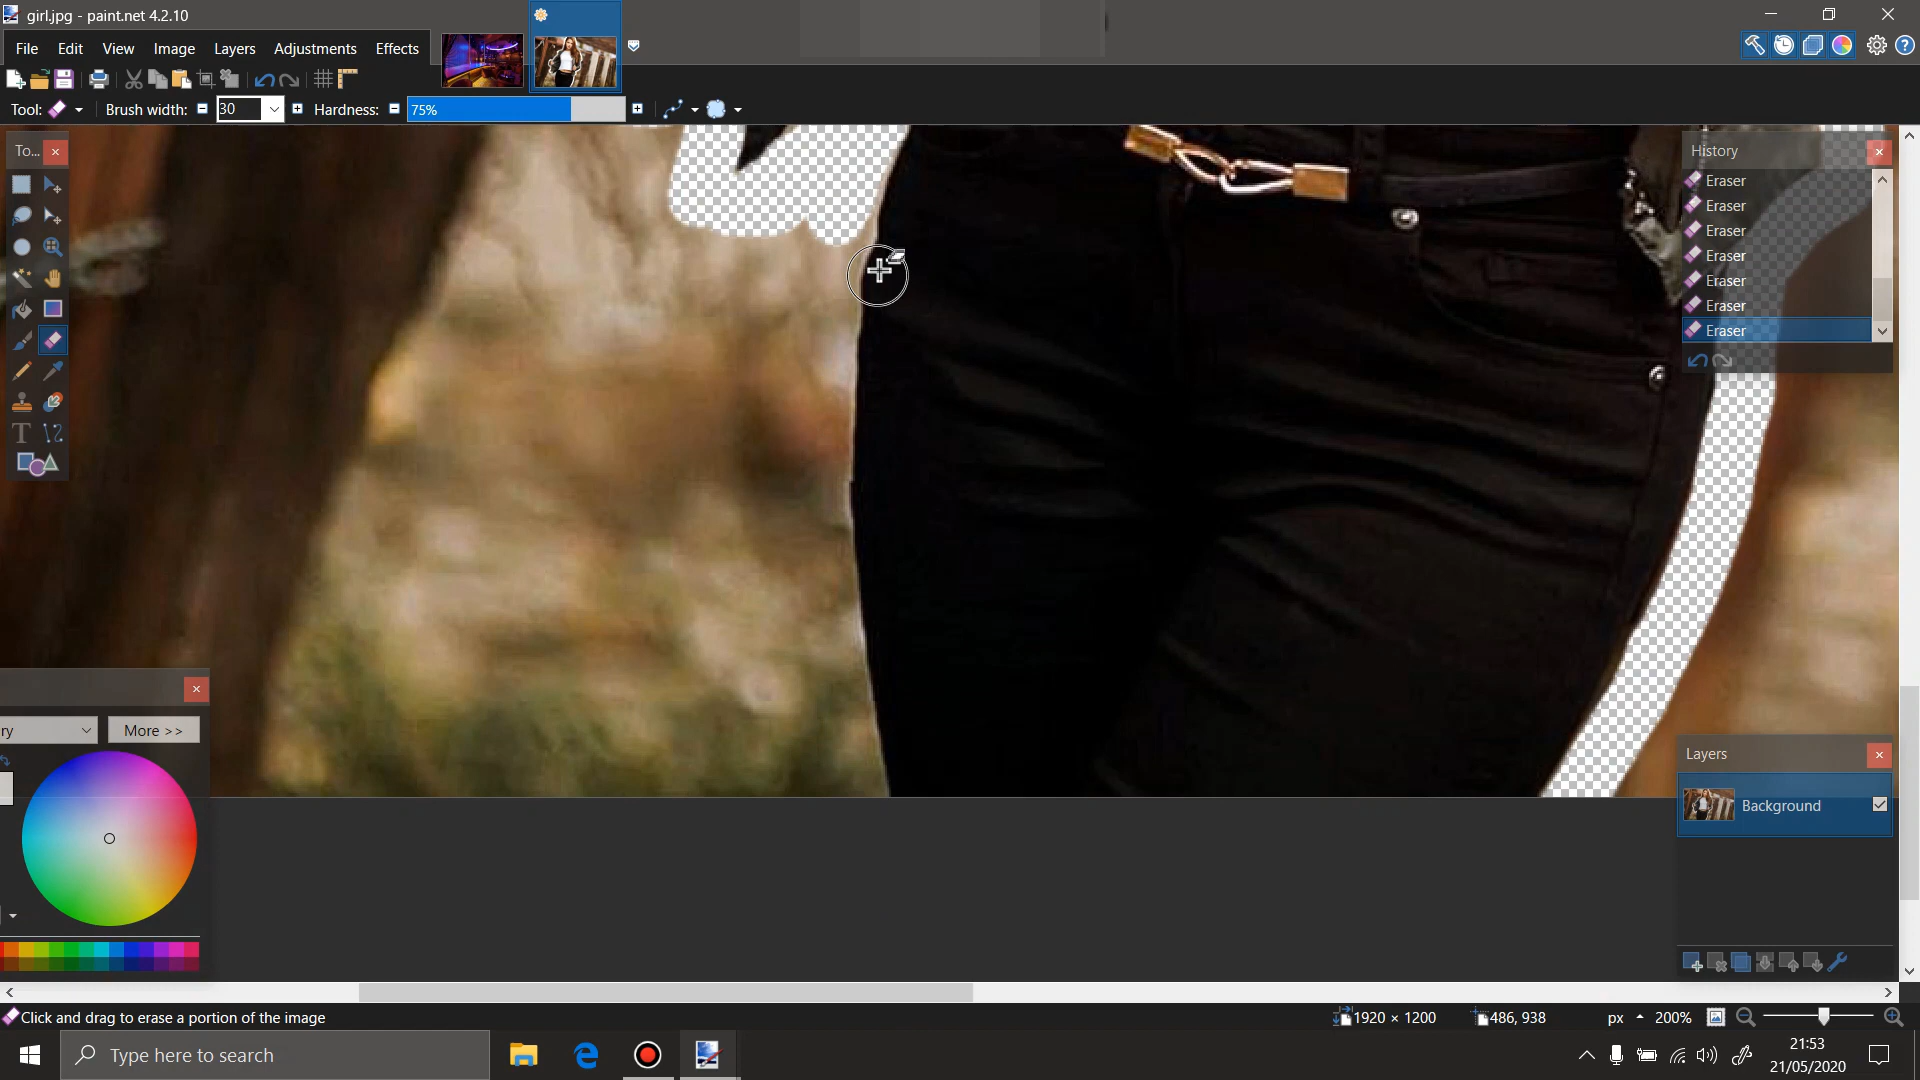 girl.jpg - paint.net 4.2.10
File Edit View Image Layers Adjustments Effects
Tool: Brush width: 30 Hardness: 75%
To...
History
Eraser
Eraser
Eraser
Eraser
Eraser
Eraser
Eraser
ry More >>
Layers
Background
Click and drag to erase a portion of the image 1920 × 1200 486, 938 px 200%
Type here to search
21:53
21/05/2020